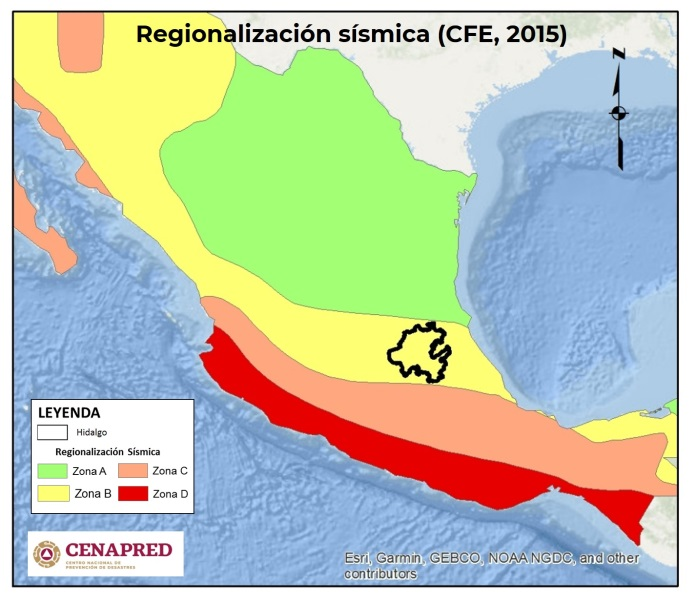 Regionalización sísmica (CFE, 2015)
N
LEYENDA
Hidalgo
Regionalización Sísmica
Zona A
Zona C
Zona B
Zona D
CENAPRED
CENTRO NACIONAL DE
PREVENCIÓN DE DESASTRES
Esri, Garmin, GEBCO, NOAA NGDC, and other
contributors